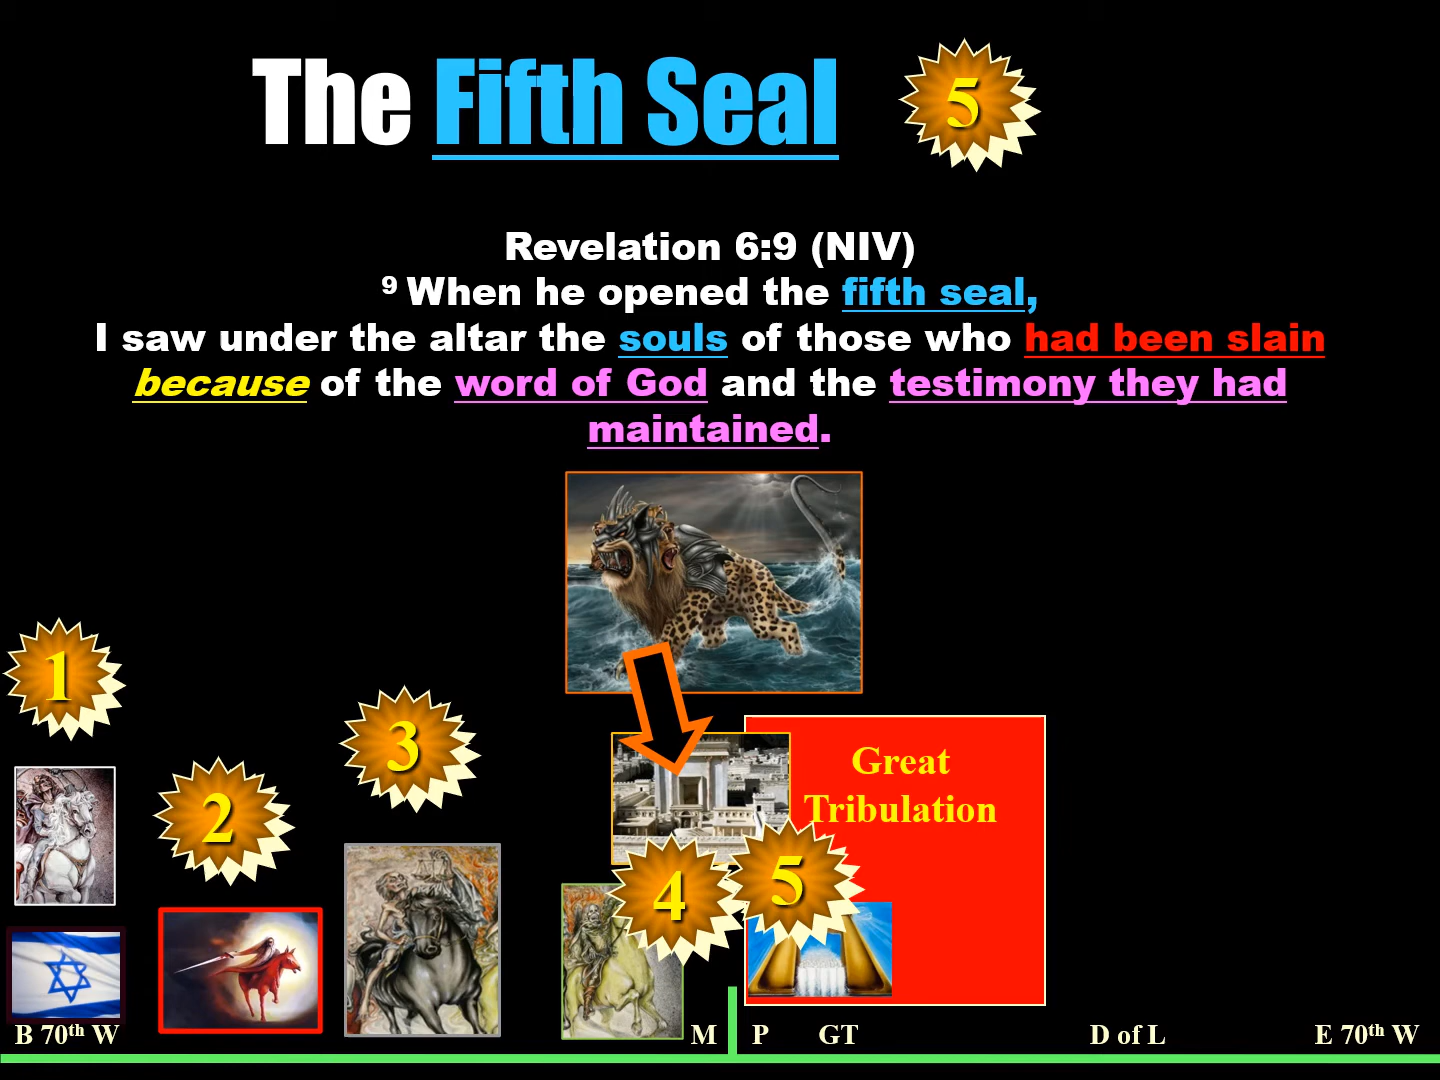 The Fifth Seal
5
Revelation 6:9 (NIV)
9 When he opened the fifth seal,
I saw under the altar the souls of those who had been slain
because of the word of God and the testimony they had
maintained.
1
2
3
Great
Tribulation
4
5
B 70th W
M
P
GT
D of L
E 70th W